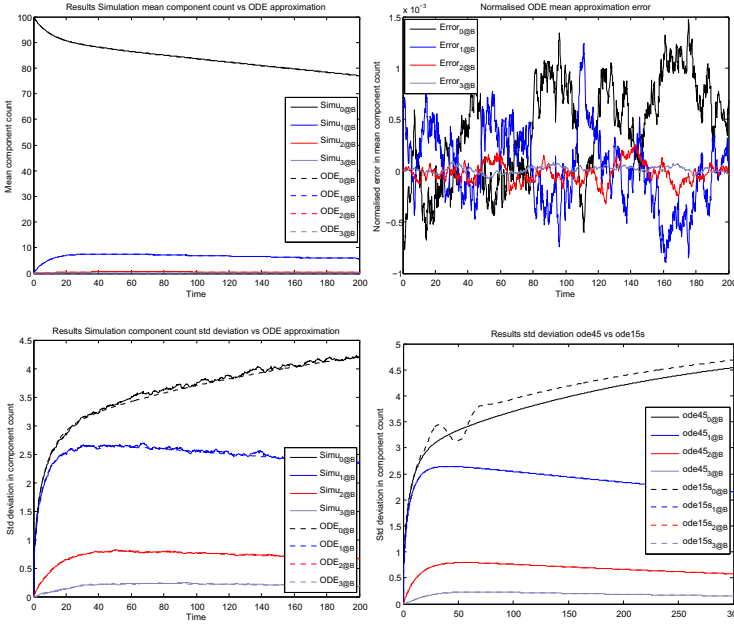 Results Simulation mean component count vs ODE approximation
Mean component count
100
90
80
70
60
50
40
30
20
10
0
0 20 40 60 80 100 120 140 160 180 200
Time
Simu0@B
Simu1@B
Simu2@B
Simu3@B
ODE0@B
ODE1@B
ODE2@B
ODE3@B
Normalised ODE mean approximation error
x 10−3
Normalised error in mean component count
1.5
1
0.5
0
−0.5
−1
0 20 40 60 80 100 120 140 160 180 200
Time
Error0@B
Error1@B
Error2@B
Error3@B
Results Simulation component count std deviation vs ODE approximation
Std deviation in component count
4.5
4
3.5
3
2.5
2
1.5
1
0.5
0
0 20 40 60 80 100 120 140 160 180 200
Time
Simu0@B
Simu1@B
Simu2@B
Simu3@B
ODE0@B
ODE1@B
ODE2@B
ODE3@B
Results std deviation ode45 vs ode15s
Std deviation in component count
5
4.5
4
3.5
3
2.5
2
1.5
1
0.5
0
0 50 100 150 200 250 300
Time
ode450@B
ode451@B
ode452@B
ode453@B
ode15s0@B
ode15s1@B
ode15s2@B
ode15s3@B